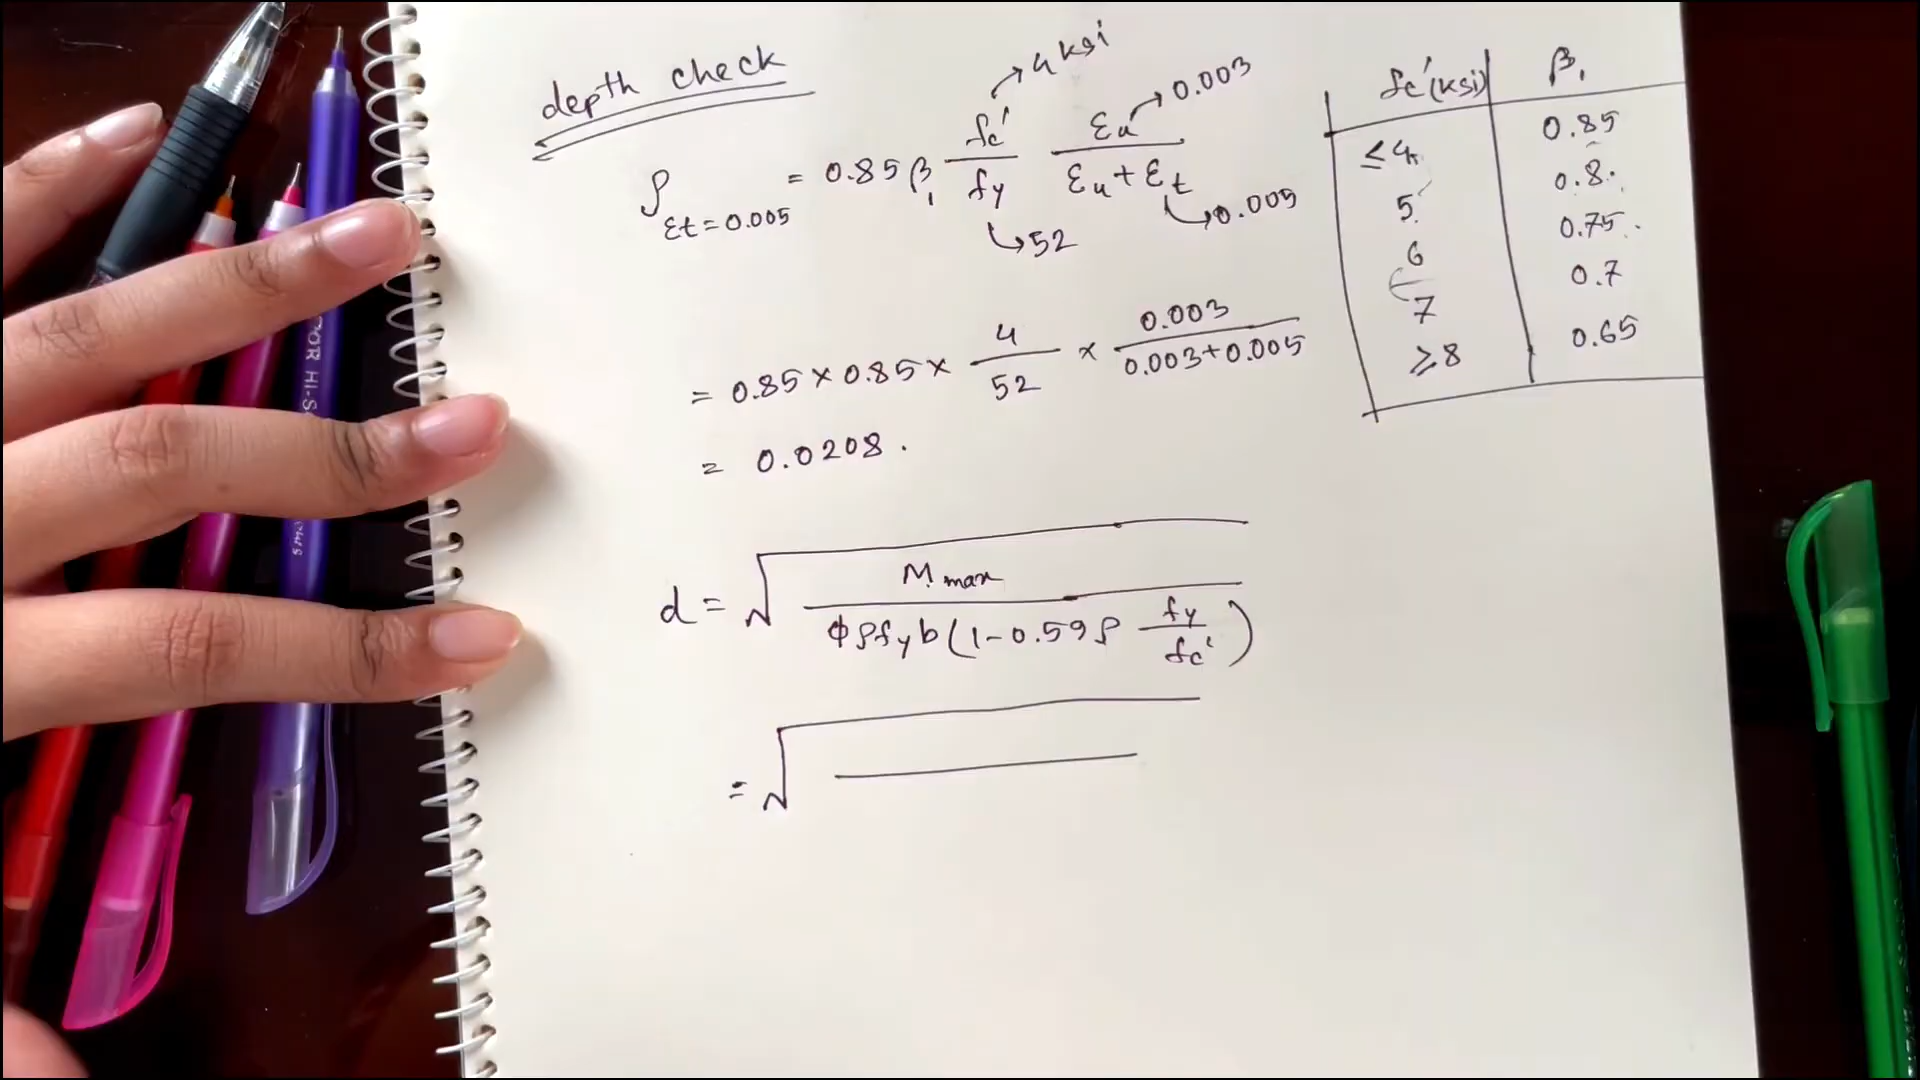 depth check
ρ εt=0.005 = 0.85 β1 fc'/fy εu/(εu+εt)
→4 ksi
→0.003
→52
→0.005
= 0.85 × 0.85 × 4/52 × 0.003/(0.003+0.005)
= 0.0208.
d = √(Mmax / ϕρfyb(1-0.59ρ fy/fc'))
= √
fc' (ksi) β1
≤4 0.85
5 0.8
6 0.75
7 0.7
≥8 0.65